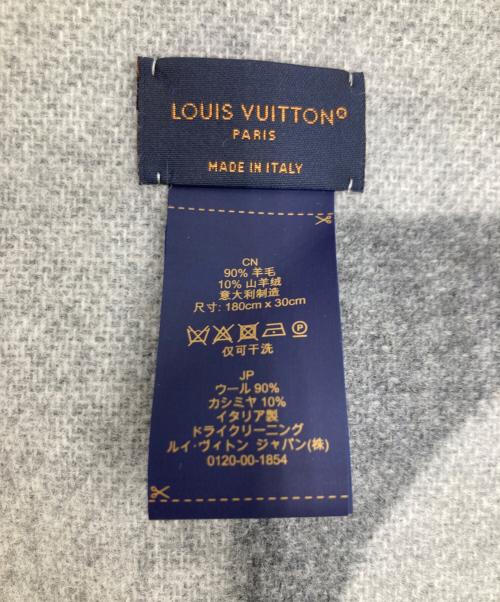 LOUIS VUITTON®
PARIS
MADE IN ITALY
CN
90% 羊毛
10% 山羊绒
意大利制造
尺寸: 180cm x 30cm
仅可干洗
JP
ウール 90%
カシミヤ 10%
イタリア製
ドライクリーニング
ルイ・ヴィトン ジャパン(株)
0120-00-1854